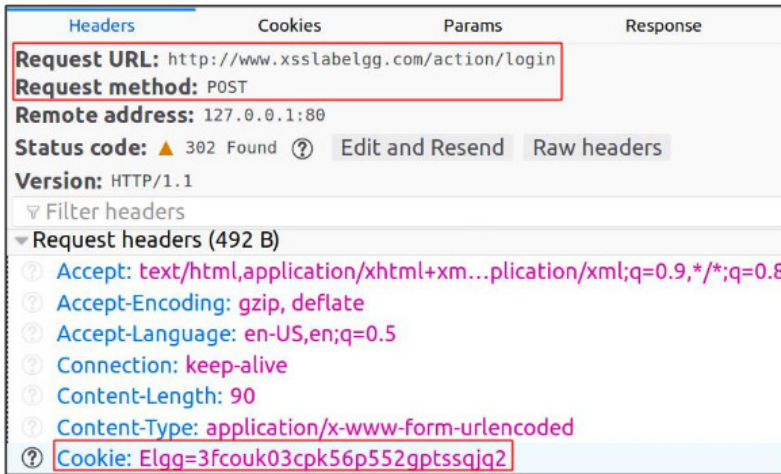 Headers Cookies Params Response
Request URL: http://www.xsslabelgg.com/action/login
Request method: POST
Remote address: 127.0.0.1:80
Status code: 302 Found Edit and Resend Raw headers
Version: HTTP/1.1
Filter headers
Request headers (492 B)
Accept: text/html,application/xhtml+xm…plication/xml;q=0.9,*/*;q=0.8
Accept-Encoding: gzip, deflate
Accept-Language: en-US,en;q=0.5
Connection: keep-alive
Content-Length: 90
Content-Type: application/x-www-form-urlencoded
Cookie: Elgg=3fcouk03cpk56p552gptssqjq2